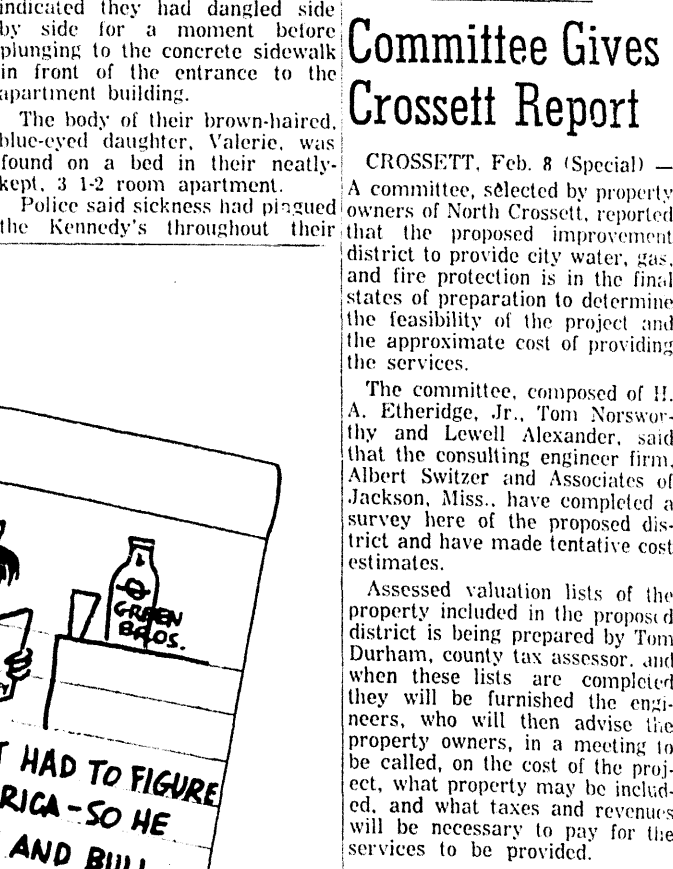 indicated they had dangled side
by side for a moment before
plunging to the concrete sidewalk
in front of the entrance to the
apartment building.
The body of their brown-haired,
blue-eyed daughter, Valerie, was
found on a bed in their neatly-
kept, 3 1-2 room apartment.
Police said sickness had plagued
the Kennedy's throughout their
GREEN
BROS.
HAD TO FIGURE
-SO HE
AND
Committee Gives
Crossett Report
CROSSETT, Feb. 8 (Special) —
A committee, selected by property
owners of North Crossett, reported
that the proposed improvement
district to provide city water, gas,
and fire protection is in the final
states of preparation to determine
the feasibility of the project and
the approximate cost of providing
the services.
The committee, composed of H.
A. Etheridge, Jr., Tom Norswor-
thy and Lewell Alexander, said
that the consulting engineer firm,
Albert Switzer and Associates of
Jackson, Miss., have completed a
survey here of the proposed dis-
trict and have made tentative cost
estimates.
Assessed valuation lists of the
property included in the proposed
district is being prepared by Tom
Durham, county tax assessor, and
when these lists are completed
they will be furnished the engi-
neers, who will then advise the
property owners, in a meeting to
be called, on the cost of the proj-
ect, what property may be includ-
ed, and what taxes and revenues
will be necessary to pay for the
services to be provided.